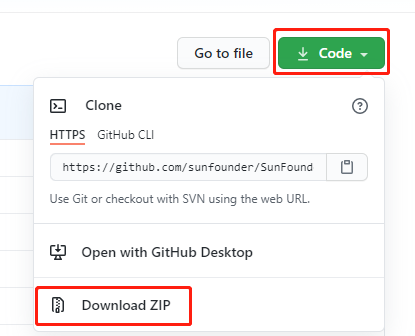 Go to file
Code
Clone
HTTPS GitHub CLI
https://github.com/sunfounder/SunFound
Use Git or checkout with SVN using the web URL.
Open with GitHub Desktop
Download ZIP